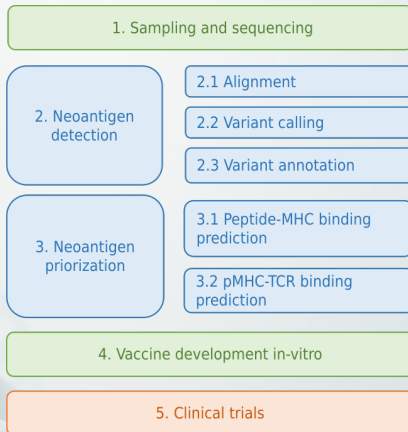 1. Sampling and sequencing
2. Neoantigen
detection
2.1 Alignment
2.2 Variant calling
2.3 Variant annotation
3. Neoantigen
priorization
3.1 Peptide-MHC binding
prediction
3.2 pMHC-TCR binding
prediction
4. Vaccine development in-vitro
5. Clinical trials